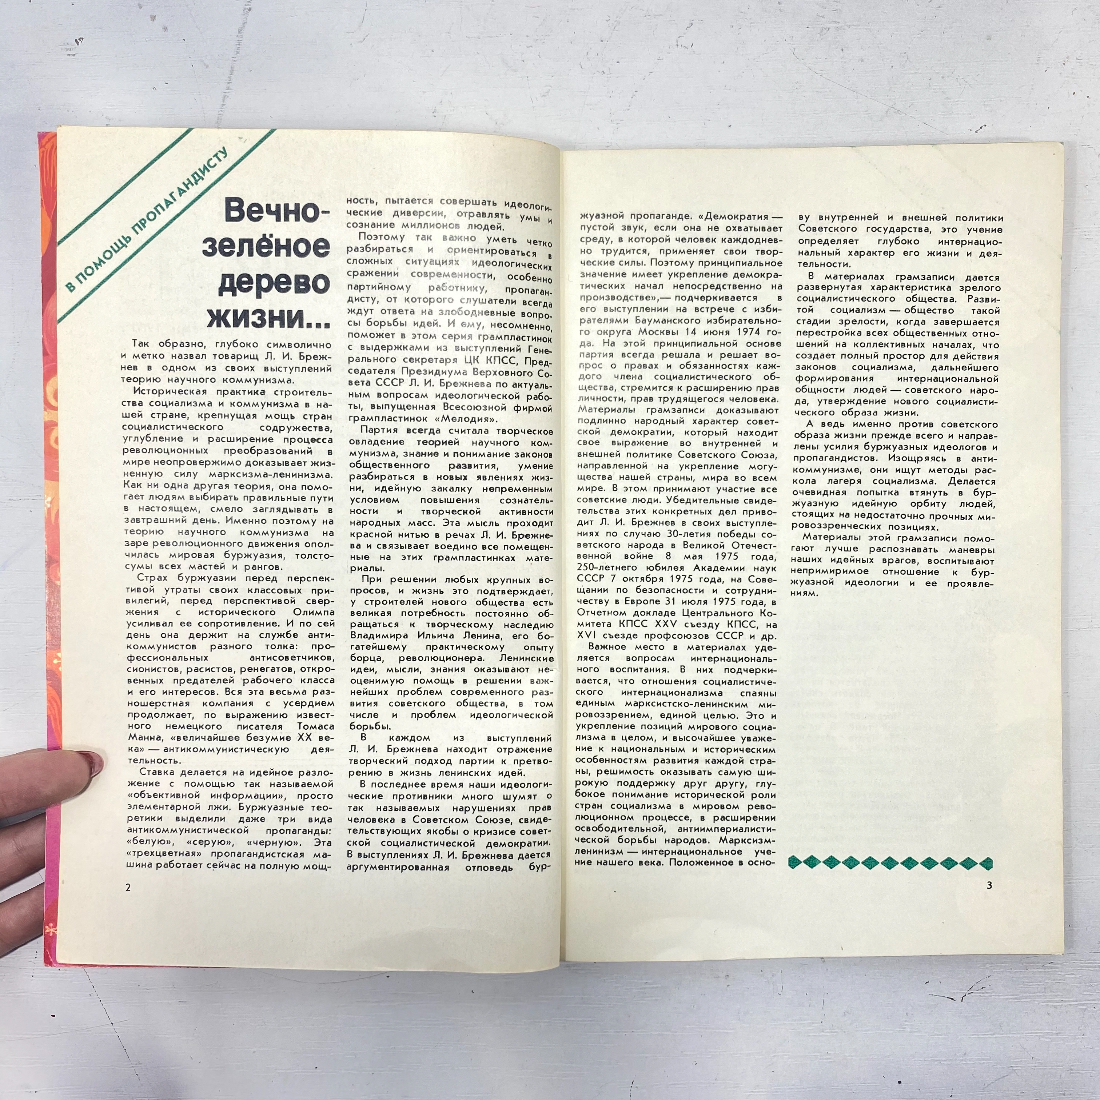 В ПОМОЩЬ ПРОПАГАНДИСТУ
Вечно-
зелёное
дерево
жизни...
Так образно, глубоко символично
и метко назвал товарищ Л. И. Бреж-
нев в одном из своих выступлений
теорию научного коммунизма.
Историческая практика строитель-
ства социализма и коммунизма в на-
шей стране, крепнущая мощь стран
социалистического содружества,
углубление и расширение процесса
революционных преобразований в
мире неопровержимо доказывает жиз-
ненную силу марксизма-ленинизма.
Как ни одна другая теория, она помо-
гает людям выбирать правильные пути
в настоящем, смело заглядывать в
завтрашний день. Именно поэтому на
теорию научного коммунизма на
заре революционного движения опол-
чилась мировая буржуазия, толсто-
сумы всех мастей и рангов.
Страх буржуазии перед перспек-
тивой утраты своих классовых при-
вилегий, перед перспективой свер-
жения с исторического Олимпа
усиливал ее сопротивление. И по сей
день она держит на службе анти-
коммунистов разного толка: про-
фессиональных антисоветчиков,
сионистов, расистов, ренегатов, откро-
венных предателей рабочего класса
и его интересов. Вся эта весьма раз-
ношерстная компания с усердием
продолжает, по выражению извест-
ного немецкого писателя Томаса
Манна, «величайшее безумие XX ве-
ка» — антикоммунистическую дея-
тельность.
Ставка делается на идейное разло-
жение с помощью так называемой
«объективной информации», просто
элементарной лжи. Буржуазные тео-
ретики выделили даже три вида
антикоммунистической пропаганды:
«белую», «серую», «черную». Эта
«трехцветная» пропагандистская ма-
шина работает сейчас на полную мощ-
2
ность, пытается совершать идеологи-
ческие диверсии, отравлять умы и
сознание миллионов людей.
Поэтому так важно уметь четко
разбираться и ориентироваться в
сложных ситуациях идеологических
сражений современности, особенно
партийному работнику, пропаган-
дисту, от которого слушатели всегда
ждут ответа на злободневные вопро-
сы борьбы идей. И ему, несомненно,
поможет в этом серия грампластинок
с выдержками из выступлений Гене-
рального секретаря ЦК КПСС, Пред-
седателя Президиума Верховного Со-
вета СССР Л. И. Брежнева по актуаль-
ным вопросам идеологической рабо-
ты, выпущенная Всесоюзной фирмой
грампластинок «Мелодия».
Партия всегда считала творческое
овладение теорией научного ком-
мунизма, знание и понимание законов
общественного развития, умение
разбираться в новых явлениях жиз-
ни, идейную закалку непременным
условием повышения сознатель-
ности и творческой активности
народных масс. Эта мысль проходит
красной нитью в речах Л. И. Брежне-
ва и связывает воедино все помещен-
ные на этих грампластинках мате-
риалы.
При решении любых крупных во-
просов, и жизнь это подтверждает,
у строителей нового общества есть
великая потребность постоянно об-
ращаться к творческому наследию
Владимира Ильича Ленина, его бо-
гатейшему практическому опыту
борца, революционера. Ленинские
идеи, мысли, знания оказывают не-
оценимую помощь в решении важ-
нейших проблем современного раз-
вития советского общества, в том
числе и проблем идеологической
борьбы.
В каждом из выступлений
Л. И. Брежнева находит отражение
творческий подход партии к претво-
рению в жизнь ленинских идей.
В последнее время наши идеологи-
ческие противники много шумят о
так называемых нарушениях прав
человека в Советском Союзе, свиде-
тельствующих якобы о кризисе совет-
ской социалистической демократии.
В выступлениях Л. И. Брежнева дается
аргументированная отповедь бур-
жуазной пропаганде. «Демократия —
пустой звук, если она не охватывает
среду, в которой человек каждоднев-
но трудится, применяет свои твор-
ческие силы. Поэтому принципиальное
значение имеет укрепление демокра-
тических начал непосредственно на
производстве»,— подчеркивается в
его выступлении на встрече с изби-
рателями Бауманского избирательно-
го округа Москвы 14 июня 1974 го-
да. На этой принципиальной основе
партия всегда решала и решает во-
прос о правах и обязанностях каж-
дого члена социалистического об-
щества, стремится к расширению прав
личности, прав трудящегося человека.
Материалы грамзаписи доказывают
подлинно народный характер совет-
ской демократии, который находит
свое выражение во внутренней и
внешней политике Советского Союза,
направленной на укрепление могу-
щества нашей страны, мира во всем
мире. В этом принимают участие все
советские люди. Убедительные свиде-
тельства этих конкретных дел приво-
дит Л. И. Брежнев в своих выступле-
ниях по случаю 30-летия победы со-
ветского народа в Великой Отечест-
венной войне 8 мая 1975 года,
250-летнего юбилея Академии наук
СССР 7 октября 1975 года, на Сове-
щании по безопасности и сотрудни-
честву в Европе 31 июля 1975 года, в
Отчетном докладе Центрального Ко-
митета КПСС XXV съезду КПСС, на
XVI съезде профсоюзов СССР и др.
Важное место в материалах уде-
ляется вопросам интернациональ-
ного воспитания. В них подчерки-
вается, что отношения социалистиче-
ского интернационализма спаяны
единым марксистско-ленинским ми-
ровоззрением, единой целью. Это и
укрепление позиций мирового социа-
лизма в целом, и высочайшее уваже-
ние к национальным и историческим
особенностям развития каждой стра-
ны, решимость оказывать самую ши-
рокую поддержку друг другу, глу-
бокое понимание исторической роли
стран социализма в мировом рево-
люционном процессе, в расширении
освободительной, антиимпериалисти-
ческой борьбы народов. Марксизм-
ленинизм — интернациональное уче-
ние нашего века. Положенное в осно-
ву внутренней и внешней политики
Советского государства, это учение
определяет глубоко интернацио-
нальный характер его жизни и дея-
тельности.
В материалах грамзаписи дается
развернутая характеристика зрелого
социалистического общества. Разви-
той социализм — общество такой
стадии зрелости, когда завершается
перестройка всех общественных отно-
шений на коллективных началах, что
создает полный простор для действия
законов социализма, дальнейшего
формирования интернациональной
общности людей — советского наро-
да, утверждение нового социалисти-
ческого образа жизни.
А ведь именно против советского
образа жизни прежде всего и направ-
лены усилия буржуазных идеологов и
пропагандистов. Изощряясь в анти-
коммунизме, они ищут методы рас-
кола лагеря социализма. Делается
очевидная попытка втянуть в бур-
жуазную идейную орбиту людей,
стоящих на недостаточно прочных ми-
ровоззренческих позициях.
Материалы этой грамзаписи помо-
гают лучше распознавать маневры
наших идейных врагов, воспитывают
непримиримое отношение к бур-
жуазной идеологии и ее проявле-
ниям.
3